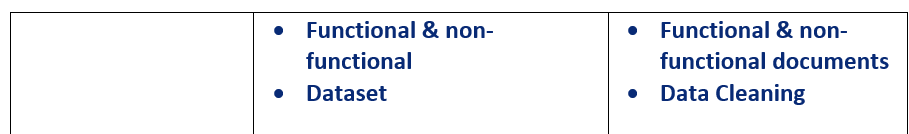 • Functional & non-
functional
• Dataset
• Functional & non-
functional documents
• Data Cleaning